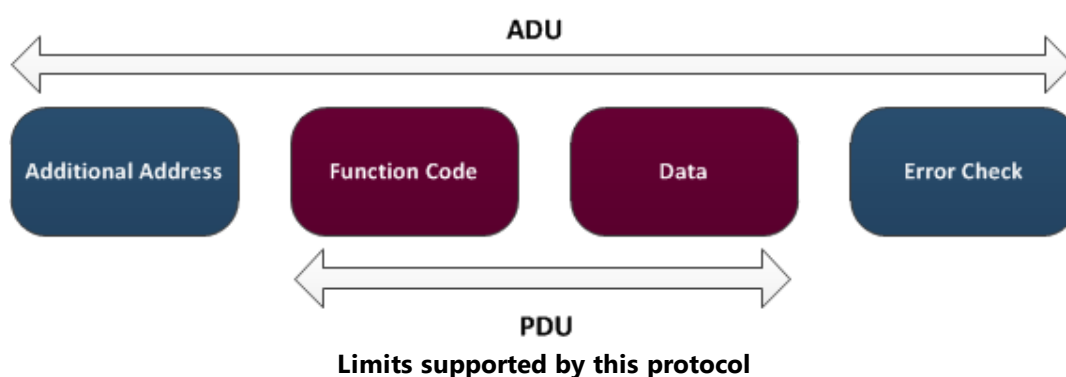 ADU
Additional Address
Function Code
Data
Error Check
PDU
Limits supported by this protocol